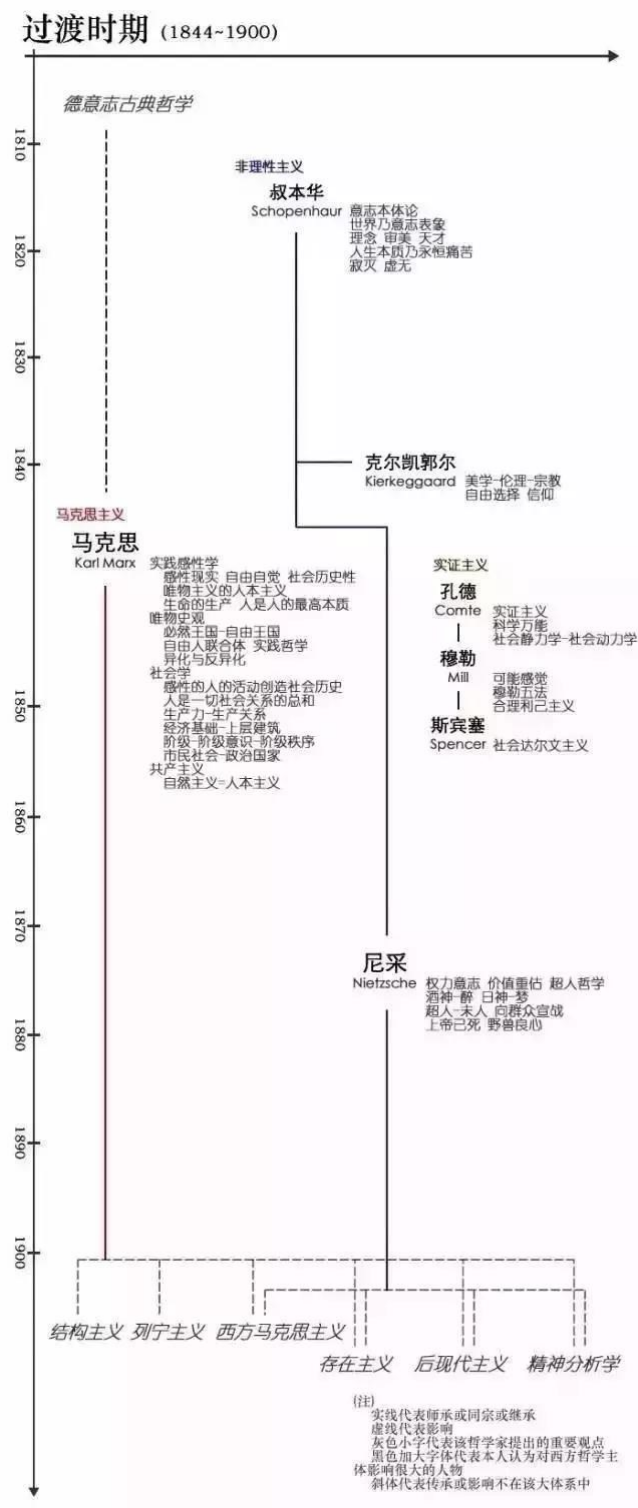 过渡时期 (1844~1900)
德意志古典哲学
1810
非理性主义
叔本华
Schopenhaur 意志本体论
世界乃意志表象
理念 审美 天才
人生本质乃永恒痛苦
寂灭 虚无
1820
1830
1840
克尔凯郭尔
Kierkeggaard 美学-伦理-宗教
自由选择 信仰
马克思主义
马克思
Karl Marx 实践感性学
感性现实 自由自觉 社会历史性
唯物主义的人本主义
生命的生产 人是人的最高本质
唯物史观
必然王国-自由王国
自由人联合体 实践哲学
异化与反异化
社会学
感性的人的活动创造社会历史
人是一切社会关系的总和
生产力-生产关系
经济基础-上层建筑
阶级-阶级意识-阶级秩序
市民社会-政治国家
共产主义
自然主义=人本主义
实证主义
孔德
Comte 实证主义
科学万能
社会静力学-社会动力学
穆勒
Mill 可能感觉
穆勒五法
合理利己主义
斯宾塞
Spencer 社会达尔文主义
1850
1860
1870
尼采
Nietzsche 权力意志 价值重估 超人哲学
酒神-醉 日神-梦
超人-末人 向群众宣战
上帝已死 野兽良心
1880
1890
1900
结构主义 列宁主义 西方马克思主义
存在主义 后现代主义 精神分析学
(注)
实线代表师承或同宗或继承
虚线代表影响
灰色小字代表该哲学家提出的重要观点
黑色加大字体代表本人认为对西方哲学主
体影响很大的人物
斜体代表传承或影响不在该大体系中